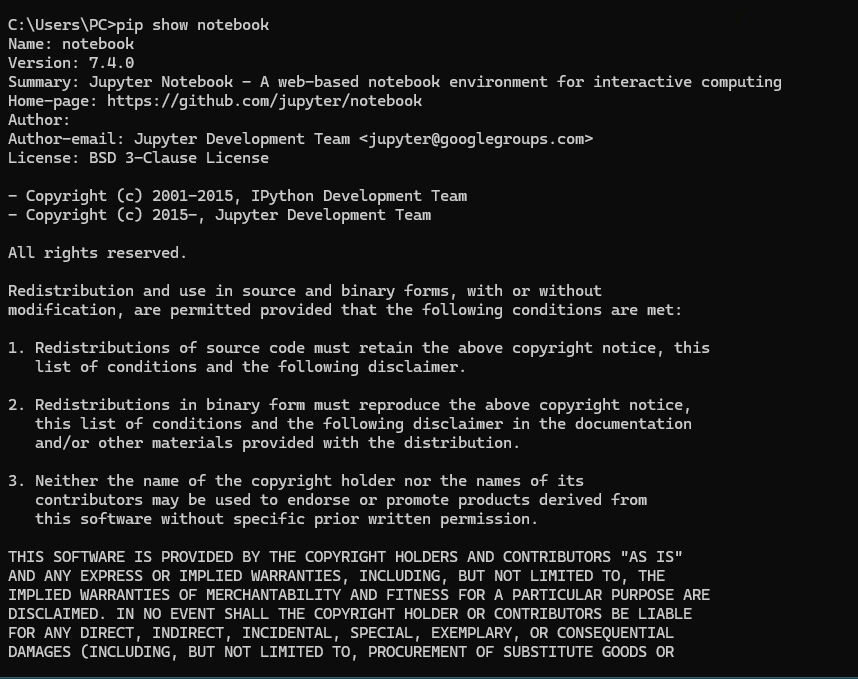 C:\Users\PC>pip show notebook
Name: notebook
Version: 7.4.0
Summary: Jupyter Notebook - A web-based notebook environment for interactive computing
Home-page: https://github.com/jupyter/notebook
Author:
Author-email: Jupyter Development Team <jupyter@googlegroups.com>
License: BSD 3-Clause License

- Copyright (c) 2001-2015, IPython Development Team
- Copyright (c) 2015-, Jupyter Development Team

All rights reserved.

Redistribution and use in source and binary forms, with or without
modification, are permitted provided that the following conditions are met:

1. Redistributions of source code must retain the above copyright notice, this
   list of conditions and the following disclaimer.

2. Redistributions in binary form must reproduce the above copyright notice,
   this list of conditions and the following disclaimer in the documentation
   and/or other materials provided with the distribution.

3. Neither the name of the copyright holder nor the names of its
   contributors may be used to endorse or promote products derived from
   this software without specific prior written permission.

THIS SOFTWARE IS PROVIDED BY THE COPYRIGHT HOLDERS AND CONTRIBUTORS "AS IS"
AND ANY EXPRESS OR IMPLIED WARRANTIES, INCLUDING, BUT NOT LIMITED TO, THE
IMPLIED WARRANTIES OF MERCHANTABILITY AND FITNESS FOR A PARTICULAR PURPOSE ARE
DISCLAIMED. IN NO EVENT SHALL THE COPYRIGHT HOLDER OR CONTRIBUTORS BE LIABLE
FOR ANY DIRECT, INDIRECT, INCIDENTAL, SPECIAL, EXEMPLARY, OR CONSEQUENTIAL
DAMAGES (INCLUDING, BUT NOT LIMITED TO, PROCUREMENT OF SUBSTITUTE GOODS OR